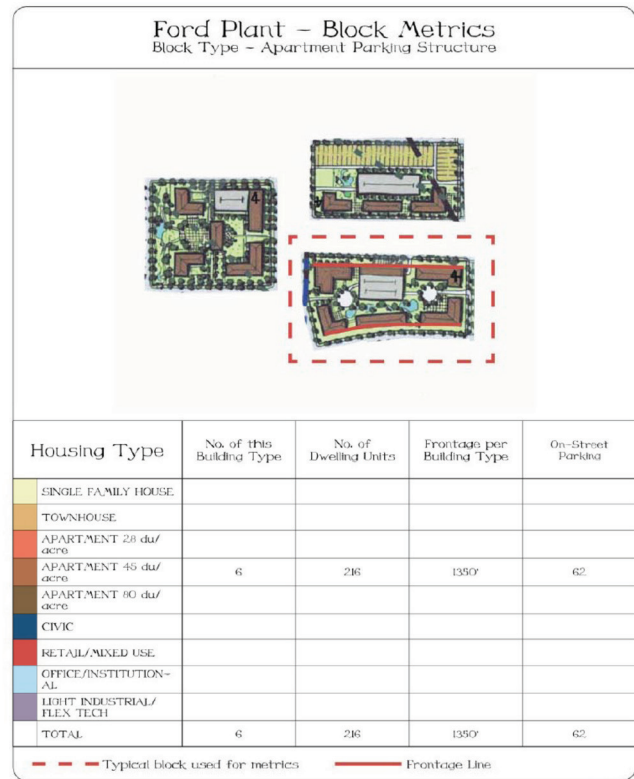 Ford Plant – Block Metrics
Block Type – Apartment Parking Structure
4
4
Housing Type
No. of this
Building Type
No. of
Dwelling Units
Frontage per
Building Type
On-Street
Parking
SINGLE FAMILY HOUSE
TOWNHOUSE
APARTMENT 28 du/
acre
APARTMENT 45 du/
acre
6
216
1350'
62
APARTMENT 80 du/
acre
CIVIC
RETAIL/MIXED USE
OFFICE/INSTITUTION-
AL
LIGHT INDUSTRIAL/
FLEX TECH
TOTAL
6
216
1350'
62
Typical block used for metrics
Frontage Line